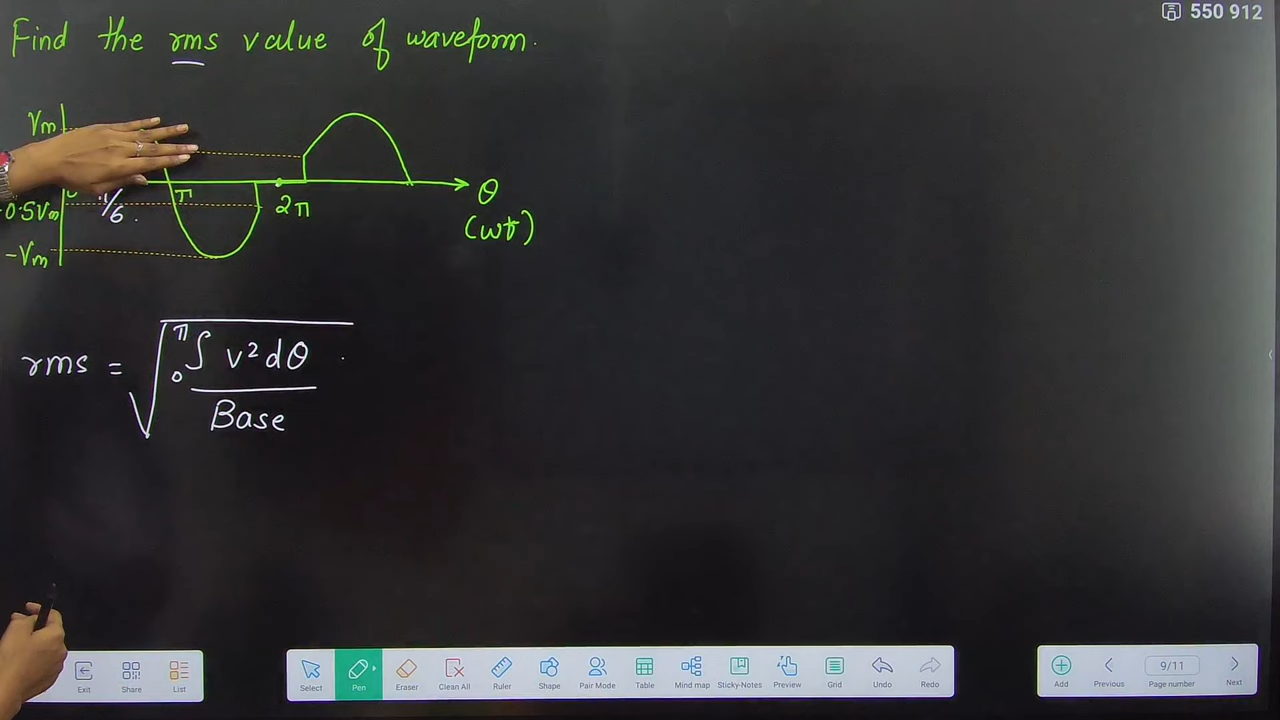 550 912
Find the rms value of waveform.
Vm
π/6.
π
2π
θ
(ωt)
-0.5Vm
-Vm
rms = √ 0∫π v²dθ / Base
Exit
Share
List
Select
Pen
Eraser
Clean All
Ruler
Shape
Pair Mode
Table
Mind map
Sticky-Notes
Preview
Grid
Undo
Redo
Add
Previous
9/11
Page number
Next